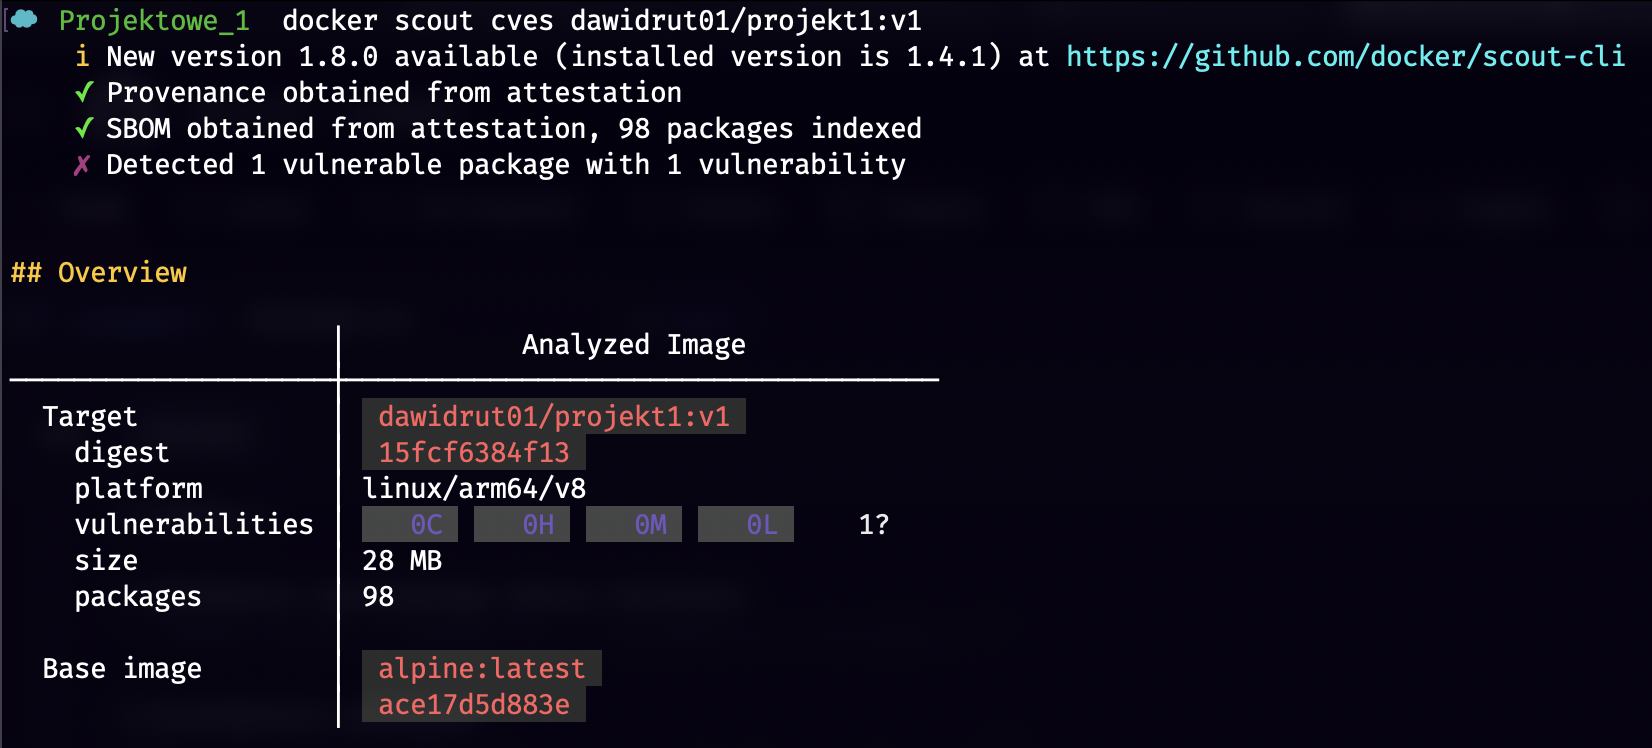 Projektowe_1 docker scout cves dawidrut01/projekt1:v1
i New version 1.8.0 available (installed version is 1.4.1) at https://github.com/docker/scout-cli
✓ Provenance obtained from attestation
✓ SBOM obtained from attestation, 98 packages indexed
✗ Detected 1 vulnerable package with 1 vulnerability
## Overview
Analyzed Image
Target dawidrut01/projekt1:v1
digest 15fcf6384f13
platform linux/arm64/v8
vulnerabilities 0C 0H 0M 0L 1?
size 28 MB
packages 98
Base image alpine:latest
ace17d5d883e